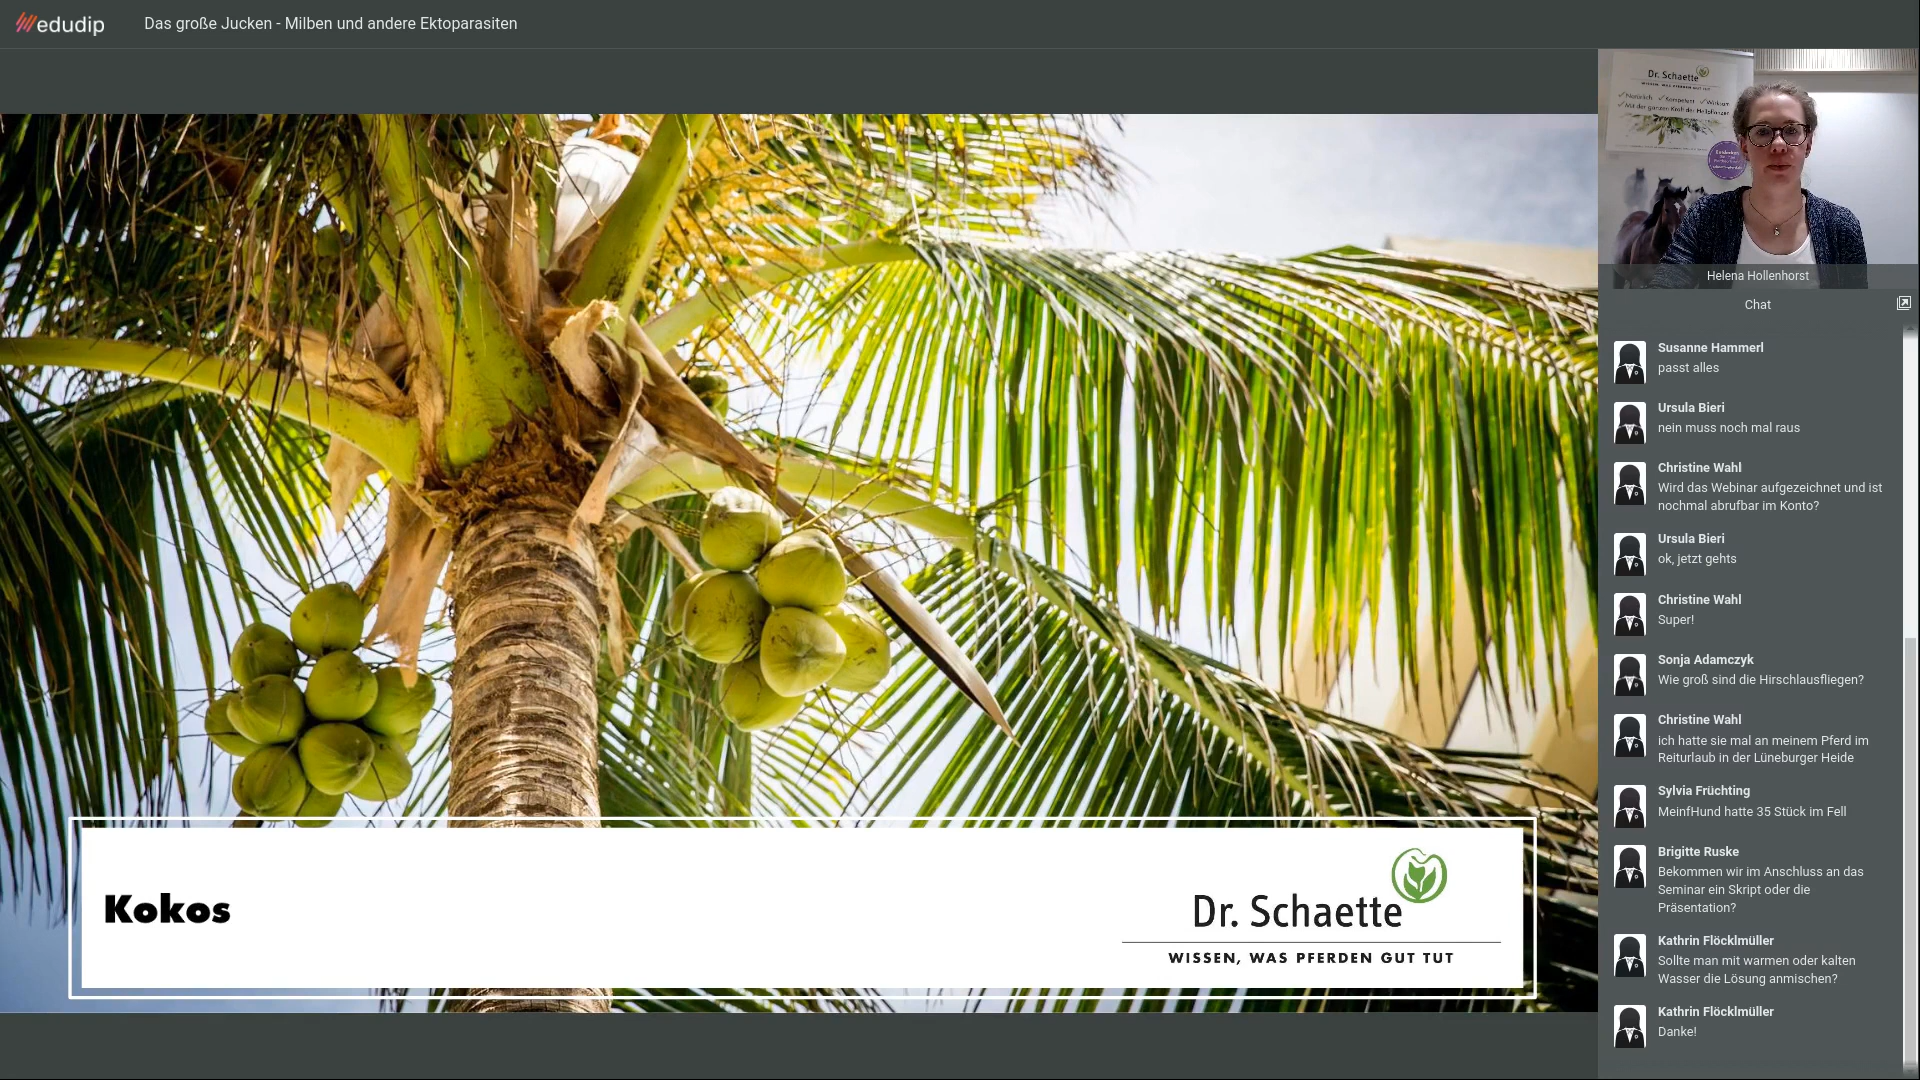 edudip
Das große Jucken - Milben und andere Ektoparasiten
Dr. Schaette
Helena Hollenhorst
Chat
Susanne Hammerl
passt alles
Ursula Bieri
nein muss noch mal raus
Christine Wahl
Wird das Webinar aufgezeichnet und ist
nochmal abrufbar im Konto?
Ursula Bieri
ok, jetzt gehts
Christine Wahl
Super!
Sonja Adamczyk
Wie groß sind die Hirschlausfliegen?
Christine Wahl
ich hatte sie mal an meinem Pferd im
Reiturlaub in der Lüneburger Heide
Sylvia Früchting
MeinfHund hatte 35 Stück im Fell
Brigitte Ruske
Bekommen wir im Anschluss an das
Seminar ein Skript oder die
Präsentation?
Kathrin Flöcklmüller
Sollte man mit warmen oder kalten
Wasser die Lösung anmischen?
Kathrin Flöcklmüller
Danke!
Kokos
Dr. Schaette
WISSEN, WAS PFERDEN GUT TUT